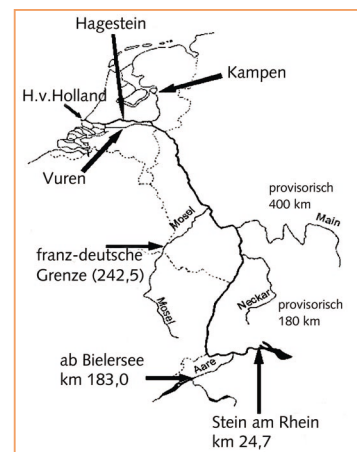 Hagestein
Kampen
H.v.Holland
Vuren
provisorisch
400 km
Mosel
Main
franz-deutsche
Grenze (242,5)
Mosel
Neckar
provisorisch
180 km
ab Bielersee
km 183,0
Aare
Stein am Rhein
km 24,7